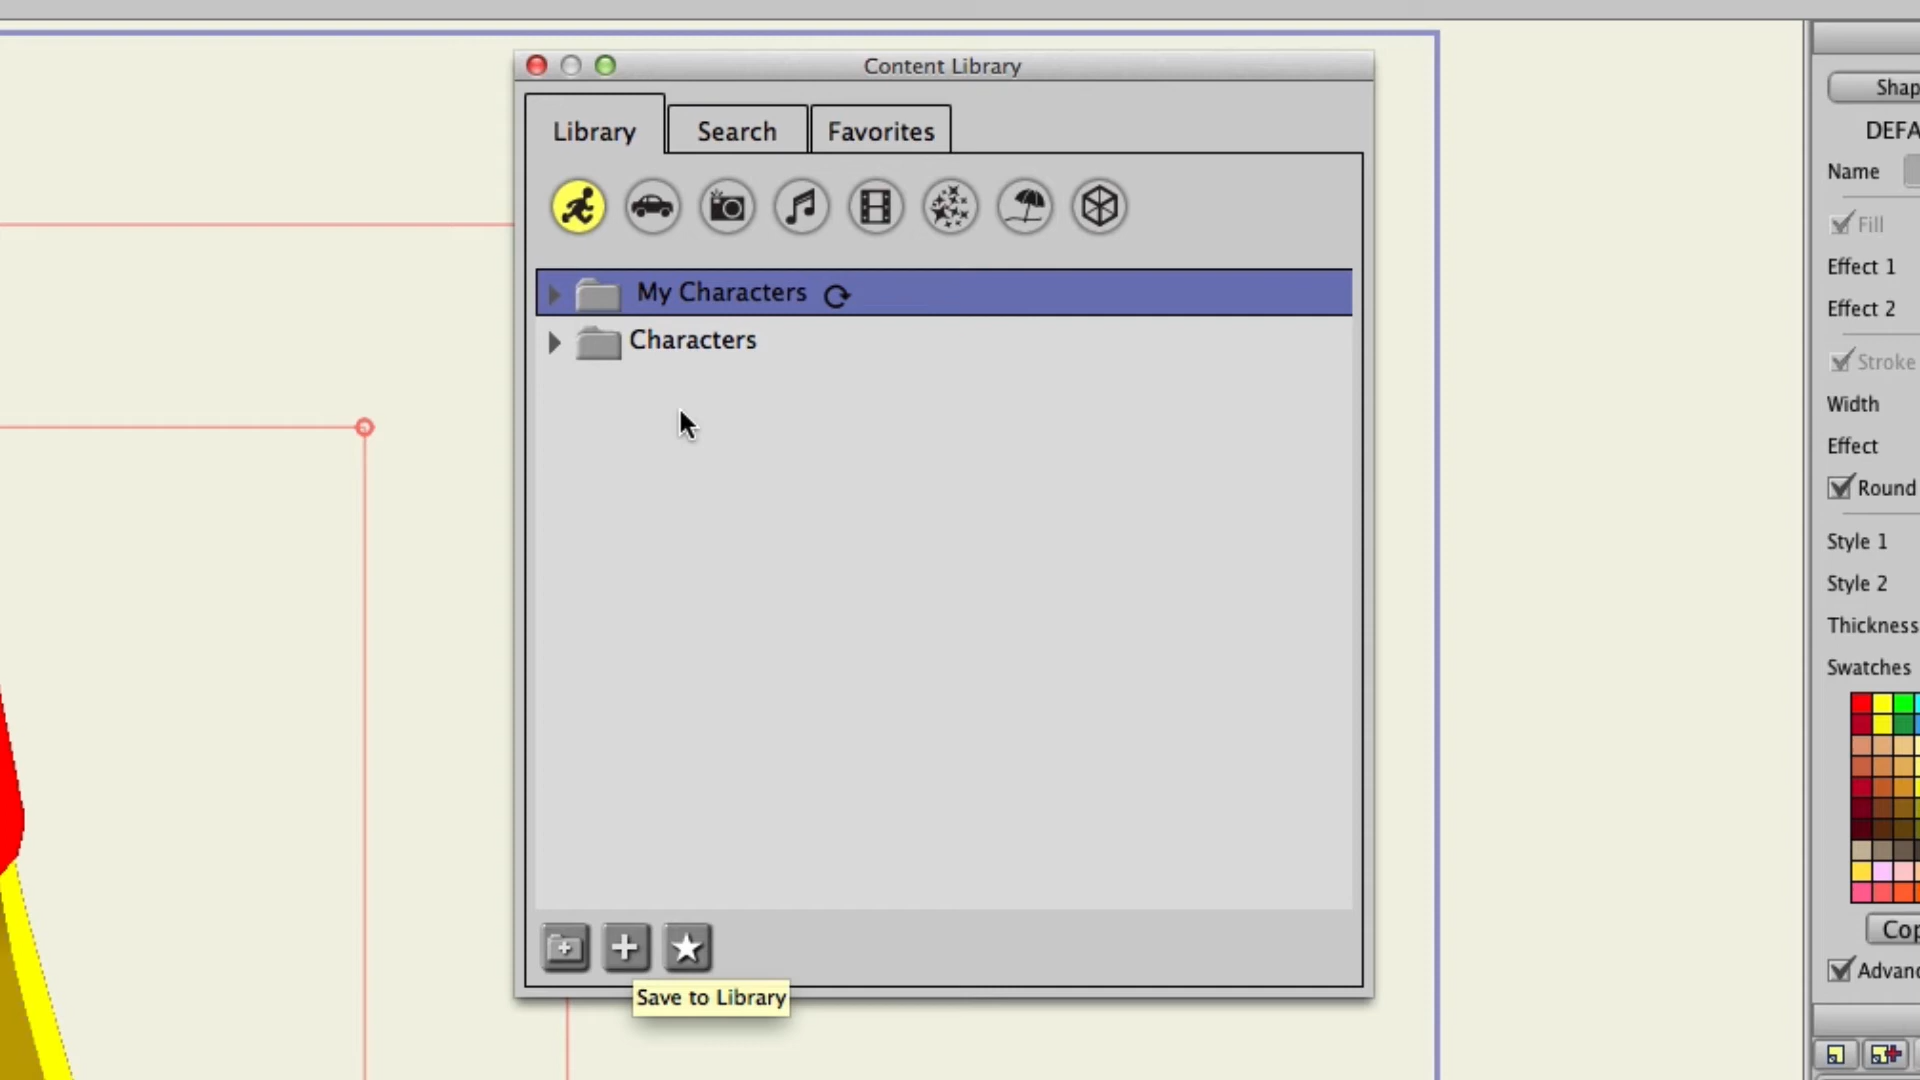 Content Library
Library
Search
Favorites
My Characters
Characters
Save to Library
Shap
DEFA
Name
Fill
Effect 1
Effect 2
Stroke
Width
Effect
Round
Style 1
Style 2
Thickness
Swatches
Cop
Advanc